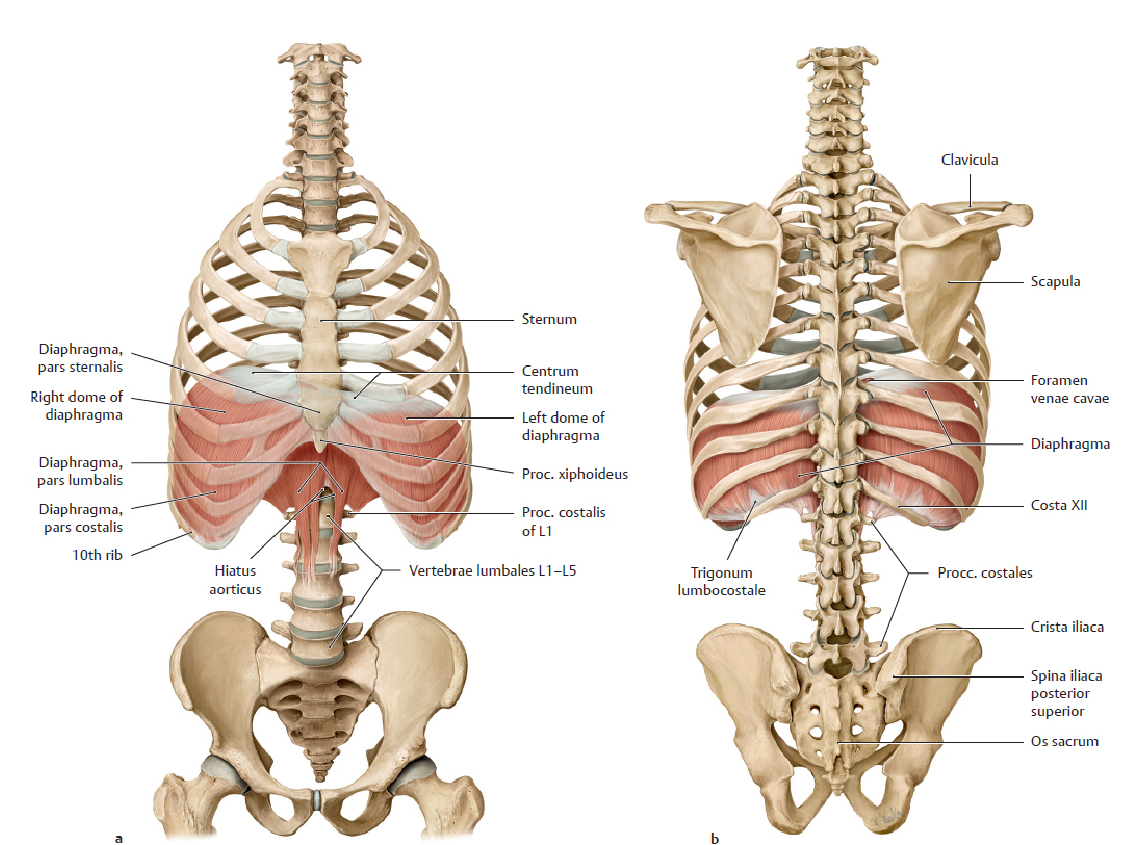 Diaphragma,
pars sternalis
Right dome of
diaphragma
Diaphragma,
pars lumbalis
Diaphragma,
pars costalis
10th rib
Hiatus
aorticus
Sternum
Centrum
tendineum
Left dome of
diaphragma
Proc. xiphoideus
Proc. costalis
of L1
Vertebrae lumbales L1–L5
a
Clavicula
Scapula
Foramen
venae cavae
Diaphragma
Costa XII
Trigonum
lumbocostale
Procc. costales
Crista iliaca
Spina iliaca
posterior
superior
Os sacrum
b